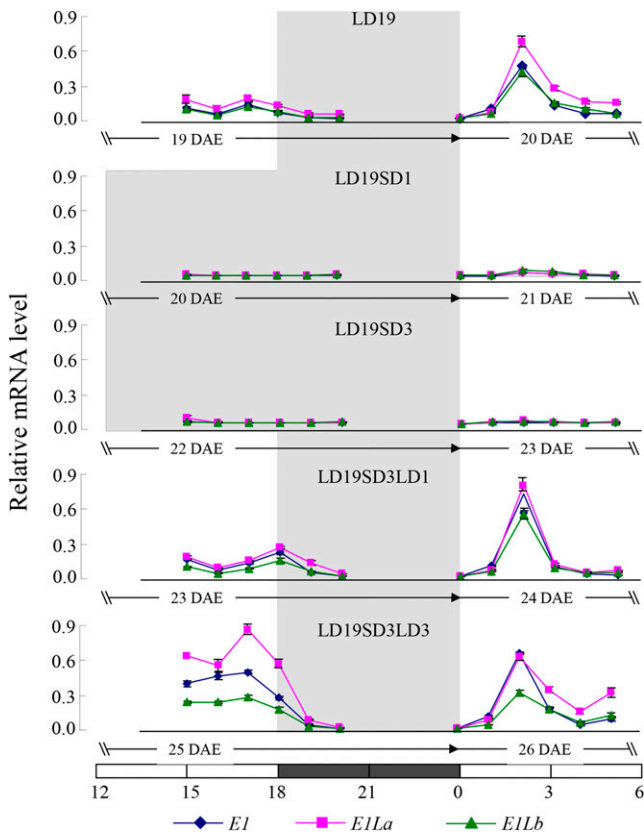 LD19
0.9
0.6
0.3
0.0
19 DAE
20 DAE
LD19SD1
0.9
0.6
0.3
0.0
20 DAE
21 DAE
LD19SD3
0.9
0.6
0.3
0.0
22 DAE
23 DAE
LD19SD3LD1
0.9
0.6
0.3
0.0
23 DAE
24 DAE
LD19SD3LD3
0.9
0.6
0.3
0.0
25 DAE
26 DAE
Relative mRNA level
12 15 18 21 0 3 6
E1 E1La E1Lb